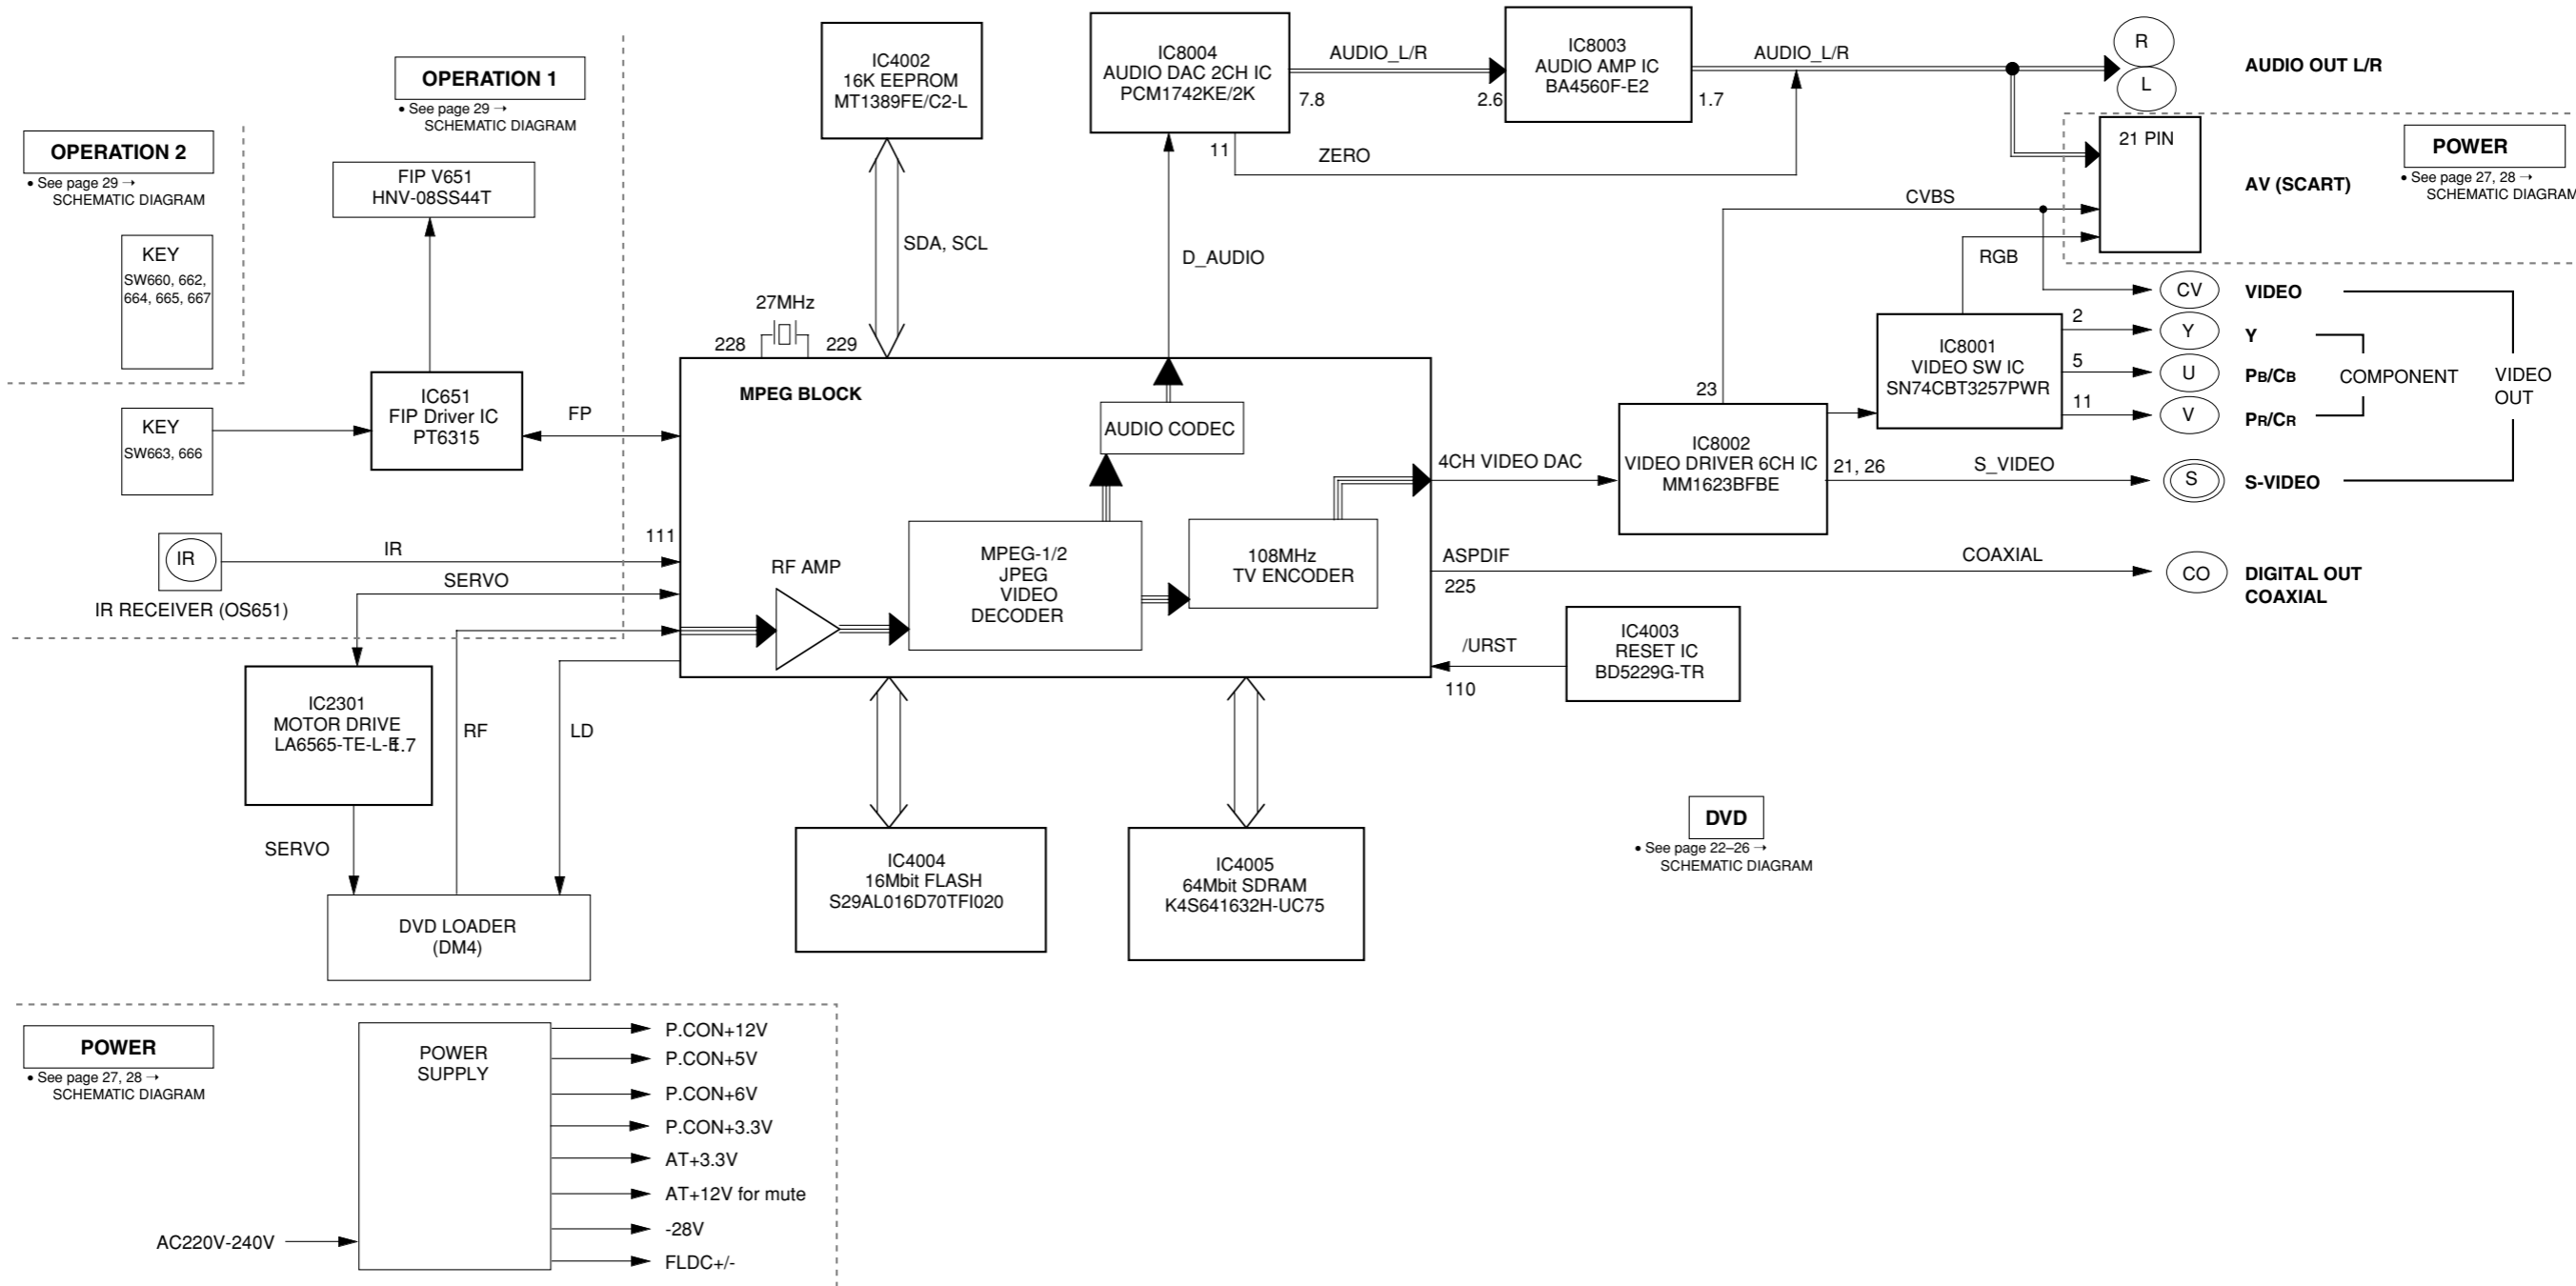 OPERATION 1
• See page 29 →
SCHEMATIC DIAGRAM
OPERATION 2
• See page 29 →
SCHEMATIC DIAGRAM
FIP V651
HNV-08SS44T
KEY
SW660, 662,
664, 665, 667
IC651
FIP Driver IC
PT6315
KEY
SW663, 666
FP
IR
IR
IR RECEIVER (OS651)
SERVO
111
IC2301
MOTOR DRIVE
LA6565-TE-L-E
1.7
RF
LD
SERVO
DVD LOADER
(DM4)
IC4002
16K EEPROM
MT1389FE/C2-L
SDA, SCL
27MHz
228
229
MPEG BLOCK
AUDIO CODEC
RF AMP
MPEG-1/2
JPEG
VIDEO
DECODER
108MHz
TV ENCODER
IC4004
16Mbit FLASH
S29AL016D70TFI020
IC4005
64Mbit SDRAM
K4S641632H-UC75
IC8004
AUDIO DAC 2CH IC
PCM1742KE/2K
AUDIO_L/R
7.8
2.6
11
ZERO
D_AUDIO
IC8003
AUDIO AMP IC
BA4560F-E2
AUDIO_L/R
1.7
R
L
AUDIO OUT L/R
21 PIN
AV (SCART)
POWER
• See page 27, 28 →
SCHEMATIC DIAGRAM
CVBS
RGB
23
IC8001
VIDEO SW IC
SN74CBT3257PWR
2
5
11
CV
VIDEO
Y
Y
U
PB/CB
V
PR/CR
COMPONENT
VIDEO
OUT
4CH VIDEO DAC
IC8002
VIDEO DRIVER 6CH IC
MM1623BFBE
21, 26
S_VIDEO
S
S-VIDEO
ASPDIF
225
COAXIAL
CO
DIGITAL OUT
COAXIAL
/URST
110
IC4003
RESET IC
BD5229G-TR
DVD
• See page 22–26 →
SCHEMATIC DIAGRAM
POWER
• See page 27, 28 →
SCHEMATIC DIAGRAM
POWER
SUPPLY
AC220V-240V
P.CON+12V
P.CON+5V
P.CON+6V
P.CON+3.3V
AT+3.3V
AT+12V for mute
-28V
FLDC+/-